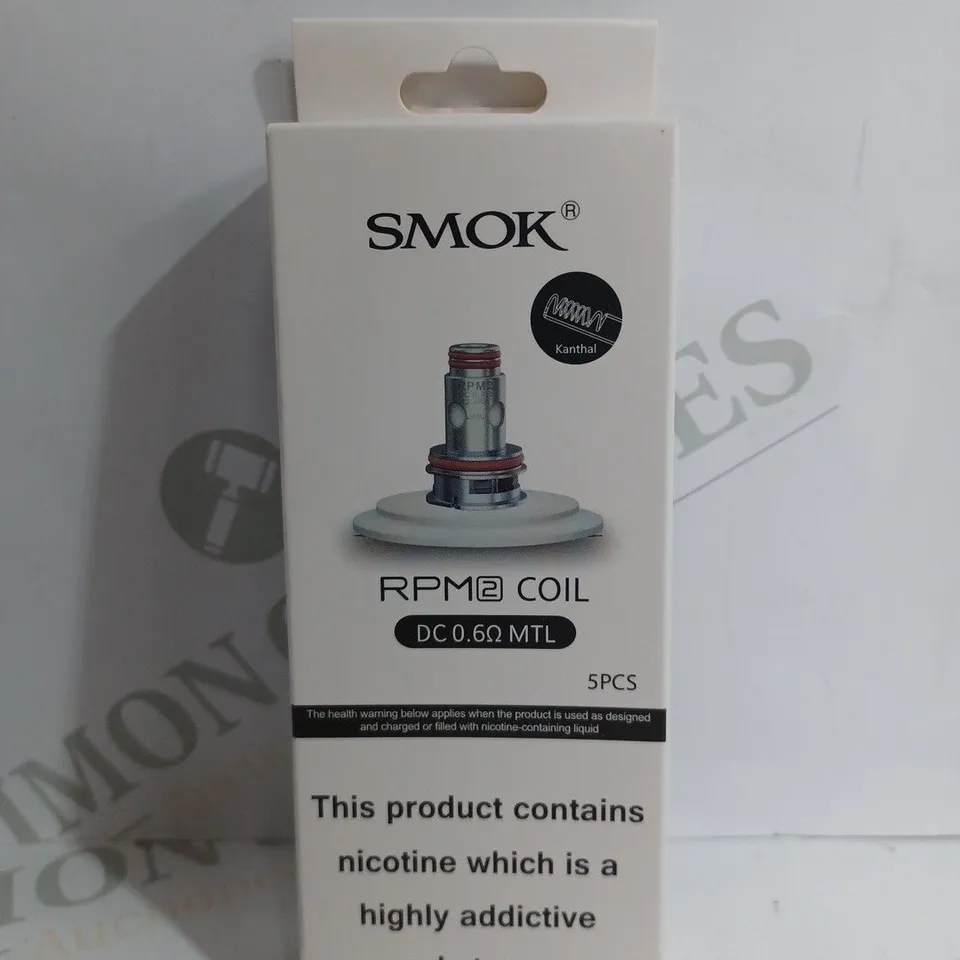 SMOK®
Kanthal
RPM2
RPM2 COIL
DC 0.6Ω MTL
5PCS
The health warning below applies when the product is used as designed
and charged or filled with nicotine-containing liquid
This product contains
nicotine which is a
highly addictive